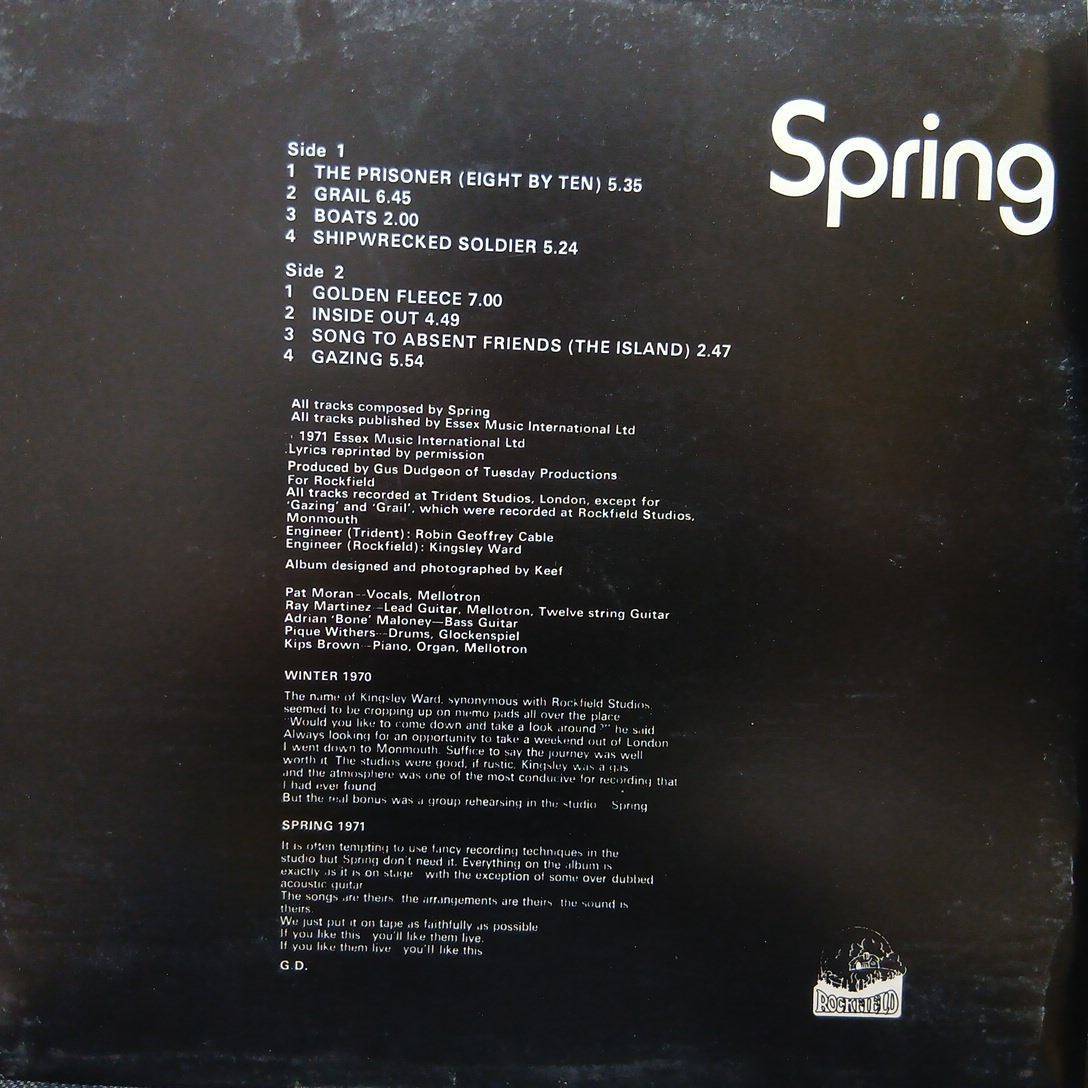 Spring
Side 1
1 THE PRISONER (EIGHT BY TEN) 5.35
2 GRAIL 6.45
3 BOATS 2.00
4 SHIPWRECKED SOLDIER 5.24
Side 2
1 GOLDEN FLEECE 7.00
2 INSIDE OUT 4.49
3 SONG TO ABSENT FRIENDS (THE ISLAND) 2.47
4 GAZING 5.54
All tracks composed by Spring
All tracks published by Essex Music International Ltd
1971 Essex Music International Ltd
Lyrics reprinted by permission
Produced by Gus Dudgeon of Tuesday Productions
For Rockfield
All tracks recorded at Trident Studios, London, except for
'Gazing' and 'Grail', which were recorded at Rockfield Studios,
Monmouth
Engineer (Trident): Robin Geoffrey Cable
Engineer (Rockfield): Kingsley Ward
Album designed and photographed by Keef
Pat Moran--Vocals, Mellotron
Ray Martinez—Lead Guitar, Mellotron, Twelve string Guitar
Adrian 'Bone' Maloney—Bass Guitar
Pique Withers—Drums, Glockenspiel
Kips Brown—Piano, Organ, Mellotron
WINTER 1970
The name of Kingsley Ward, synonymous with Rockfield Studios,
seemed to be cropping up on memo pads all over the place
"Would you like to come down and take a look around ?" he said
Always looking for an opportunity to take a weekend out of London
I went down to Monmouth. Suffice to say the journey was well
worth it. The studios were good, if rustic, Kingsley was a gas,
and the atmosphere was one of the most conducive for recording that
I had ever found
But the real bonus was a group rehearsing in the studio Spring
SPRING 1971
It is often tempting to use fancy recording techniques in the
studio but Spring don't need it. Everything on the album is
exactly as it is on stage with the exception of some over dubbed
acoustic guitar
The songs are theirs the arrangements are theirs the sound is
theirs.
We just put it on tape as faithfully as possible
If you like this you'll like them live.
If you like them live you'll like this
G.D.
ROCKFIELD